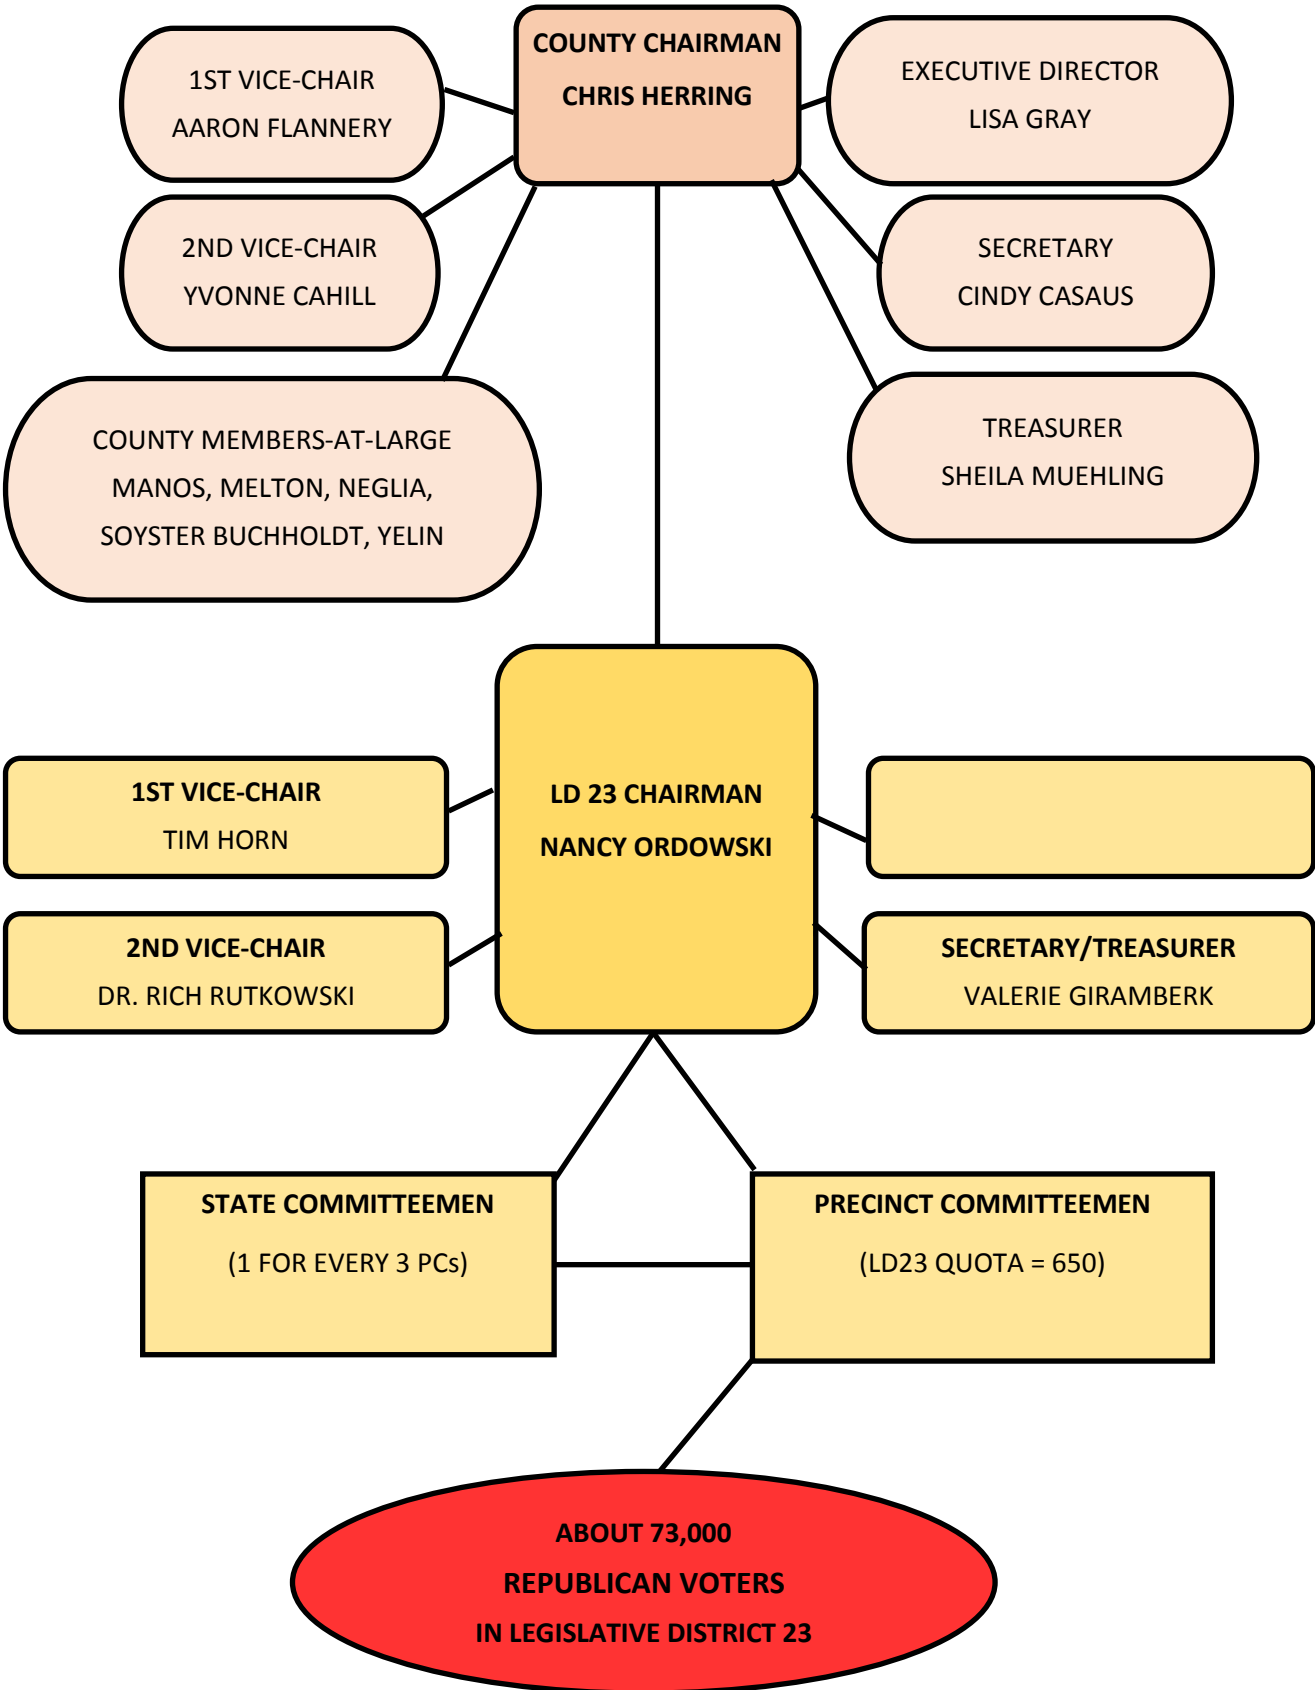 COUNTY CHAIRMAN
CHRIS HERRING
1ST VICE-CHAIR
AARON FLANNERY
EXECUTIVE DIRECTOR
LISA GRAY
2ND VICE-CHAIR
YVONNE CAHILL
SECRETARY
CINDY CASAUS
COUNTY MEMBERS-AT-LARGE
MANOS, MELTON, NEGLIA,
SOYSTER BUCHHOLDT, YELIN
TREASURER
SHEILA MUEHLING
LD 23 CHAIRMAN
NANCY ORDOWSKI
1ST VICE-CHAIR
TIM HORN
2ND VICE-CHAIR
DR. RICH RUTKOWSKI
SECRETARY/TREASURER
VALERIE GIRAMBERK
STATE COMMITTEEMEN
(1 FOR EVERY 3 PCs)
PRECINCT COMMITTEEMEN
(LD23 QUOTA = 650)
ABOUT 73,000
REPUBLICAN VOTERS
IN LEGISLATIVE DISTRICT 23